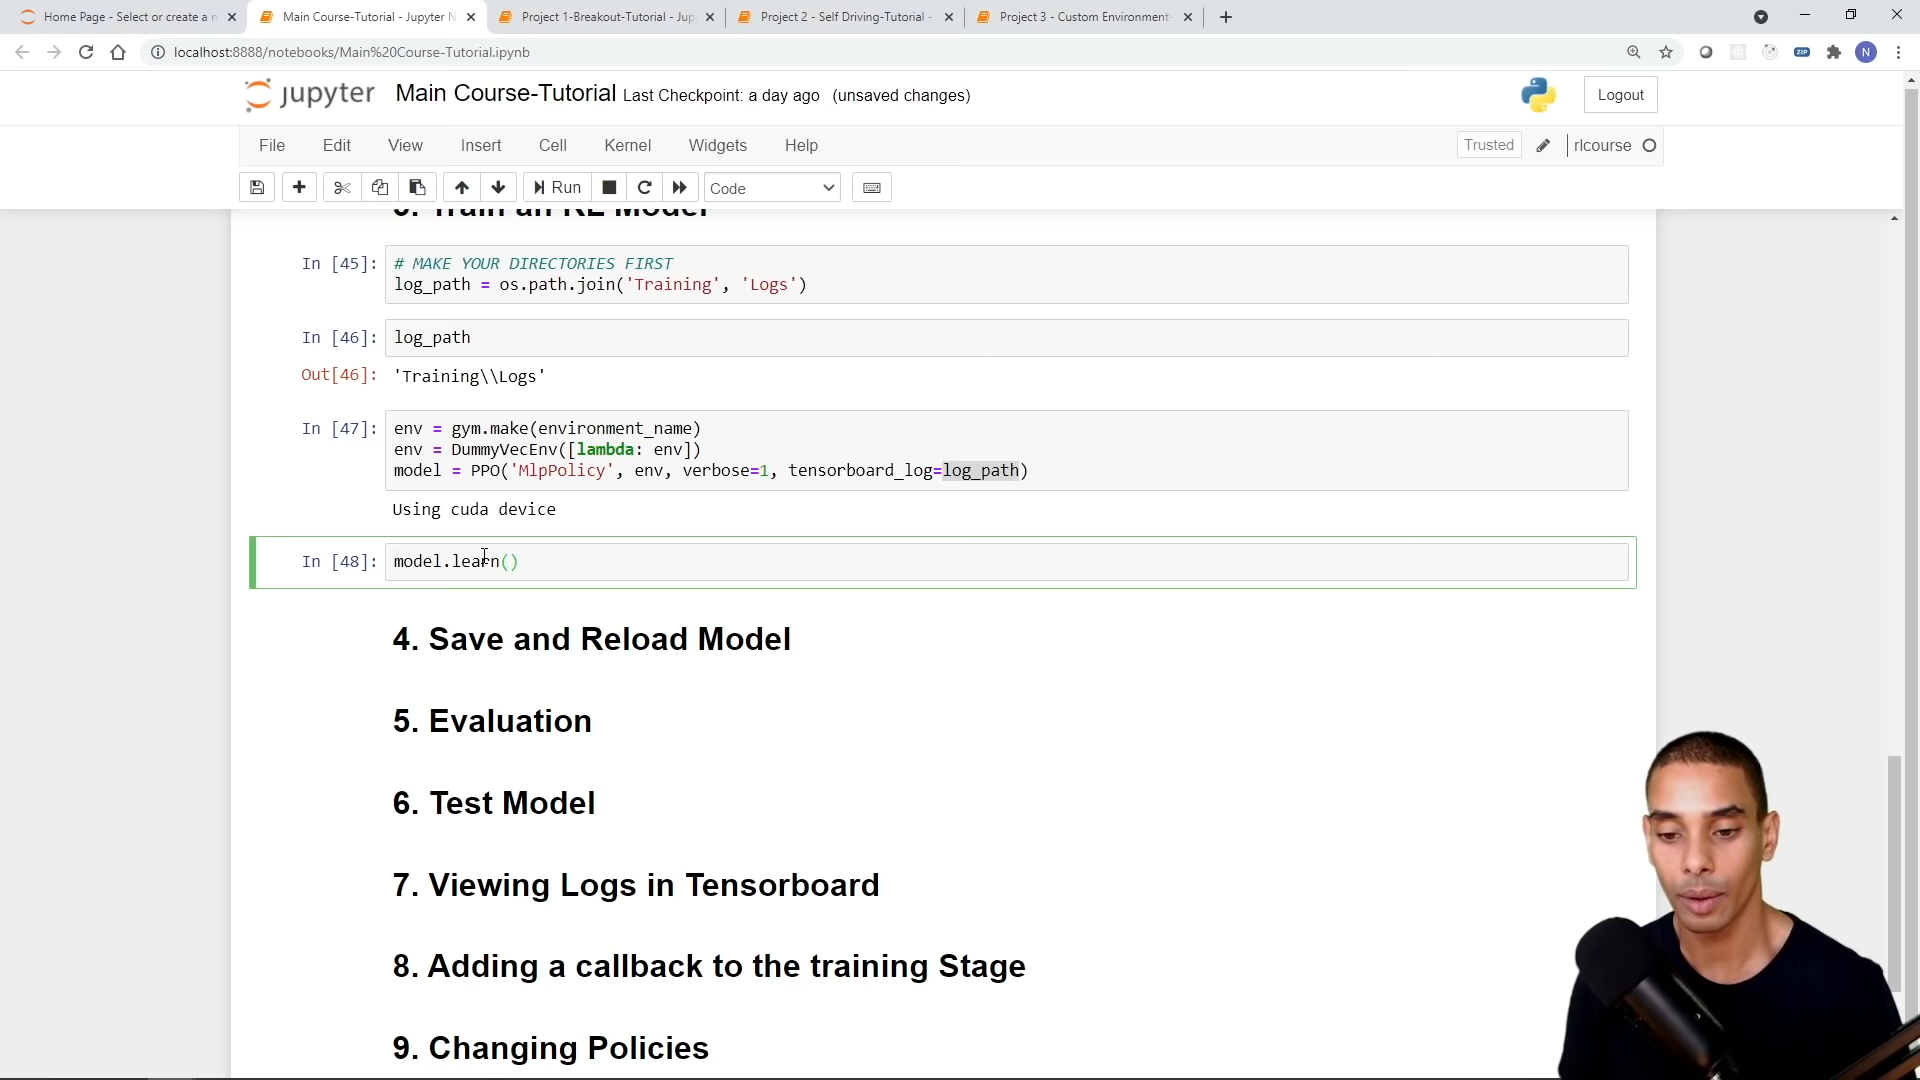 Home Page - Select or create a n
Main Course-Tutorial - Jupyter N
Project 1-Breakout-Tutorial - Jup
Project 2 - Self Driving-Tutorial -
Project 3 - Custom Environment-
localhost:8888/notebooks/Main%20Course-Tutorial.ipynb
ZIP
N
jupyter Main Course-Tutorial Last Checkpoint: a day ago (unsaved changes)
Logout
File Edit View Insert Cell Kernel Widgets Help
Trusted rlcourse
Run Code
3. Train an RL Model
In [45]: # MAKE YOUR DIRECTORIES FIRST
log_path = os.path.join('Training', 'Logs')
In [46]: log_path
Out[46]: 'Training\\Logs'
In [47]: env = gym.make(environment_name)
env = DummyVecEnv([lambda: env])
model = PPO('MlpPolicy', env, verbose=1, tensorboard_log=log_path)
Using cuda device
In [48]: model.learn()
4. Save and Reload Model
5. Evaluation
6. Test Model
7. Viewing Logs in Tensorboard
8. Adding a callback to the training Stage
9. Changing Policies